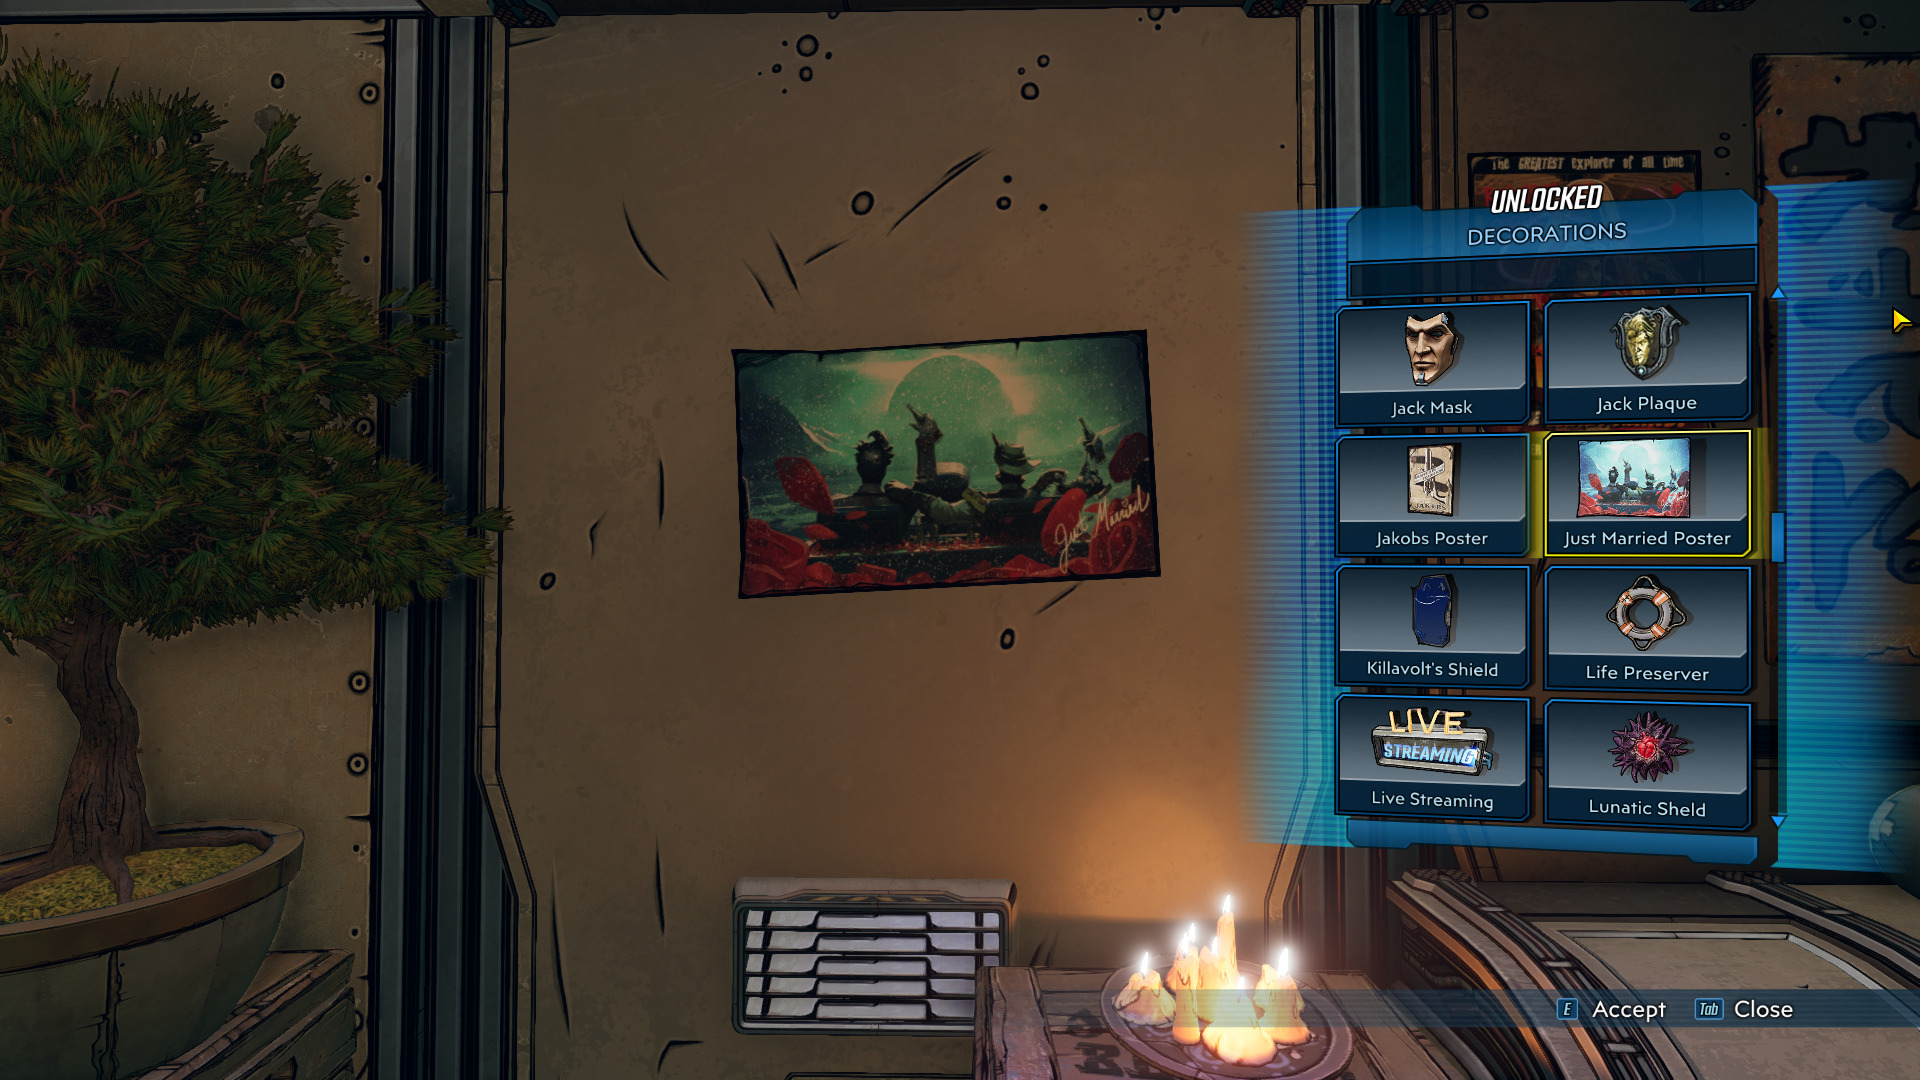 The GREATEST explorer of all time
UNLOCKED
DECORATIONS
Jack Mask
Jack Plaque
JAKOBS
Jakobs Poster
Just Married Poster
Just Married
Killavolt's Shield
Life Preserver
LIVE
STREAMING
Live Streaming
Lunatic Sheld
E Accept Tab Close